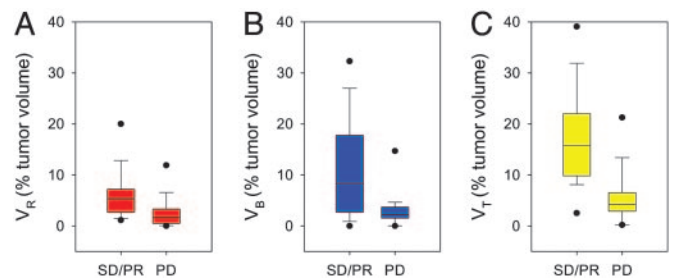 A
V_R (% tumor volume)
40
30
20
10
0
SD/PR PD
B
V_B (% tumor volume)
40
30
20
10
0
SD/PR PD
C
V_T (% tumor volume)
40
30
20
10
0
SD/PR PD